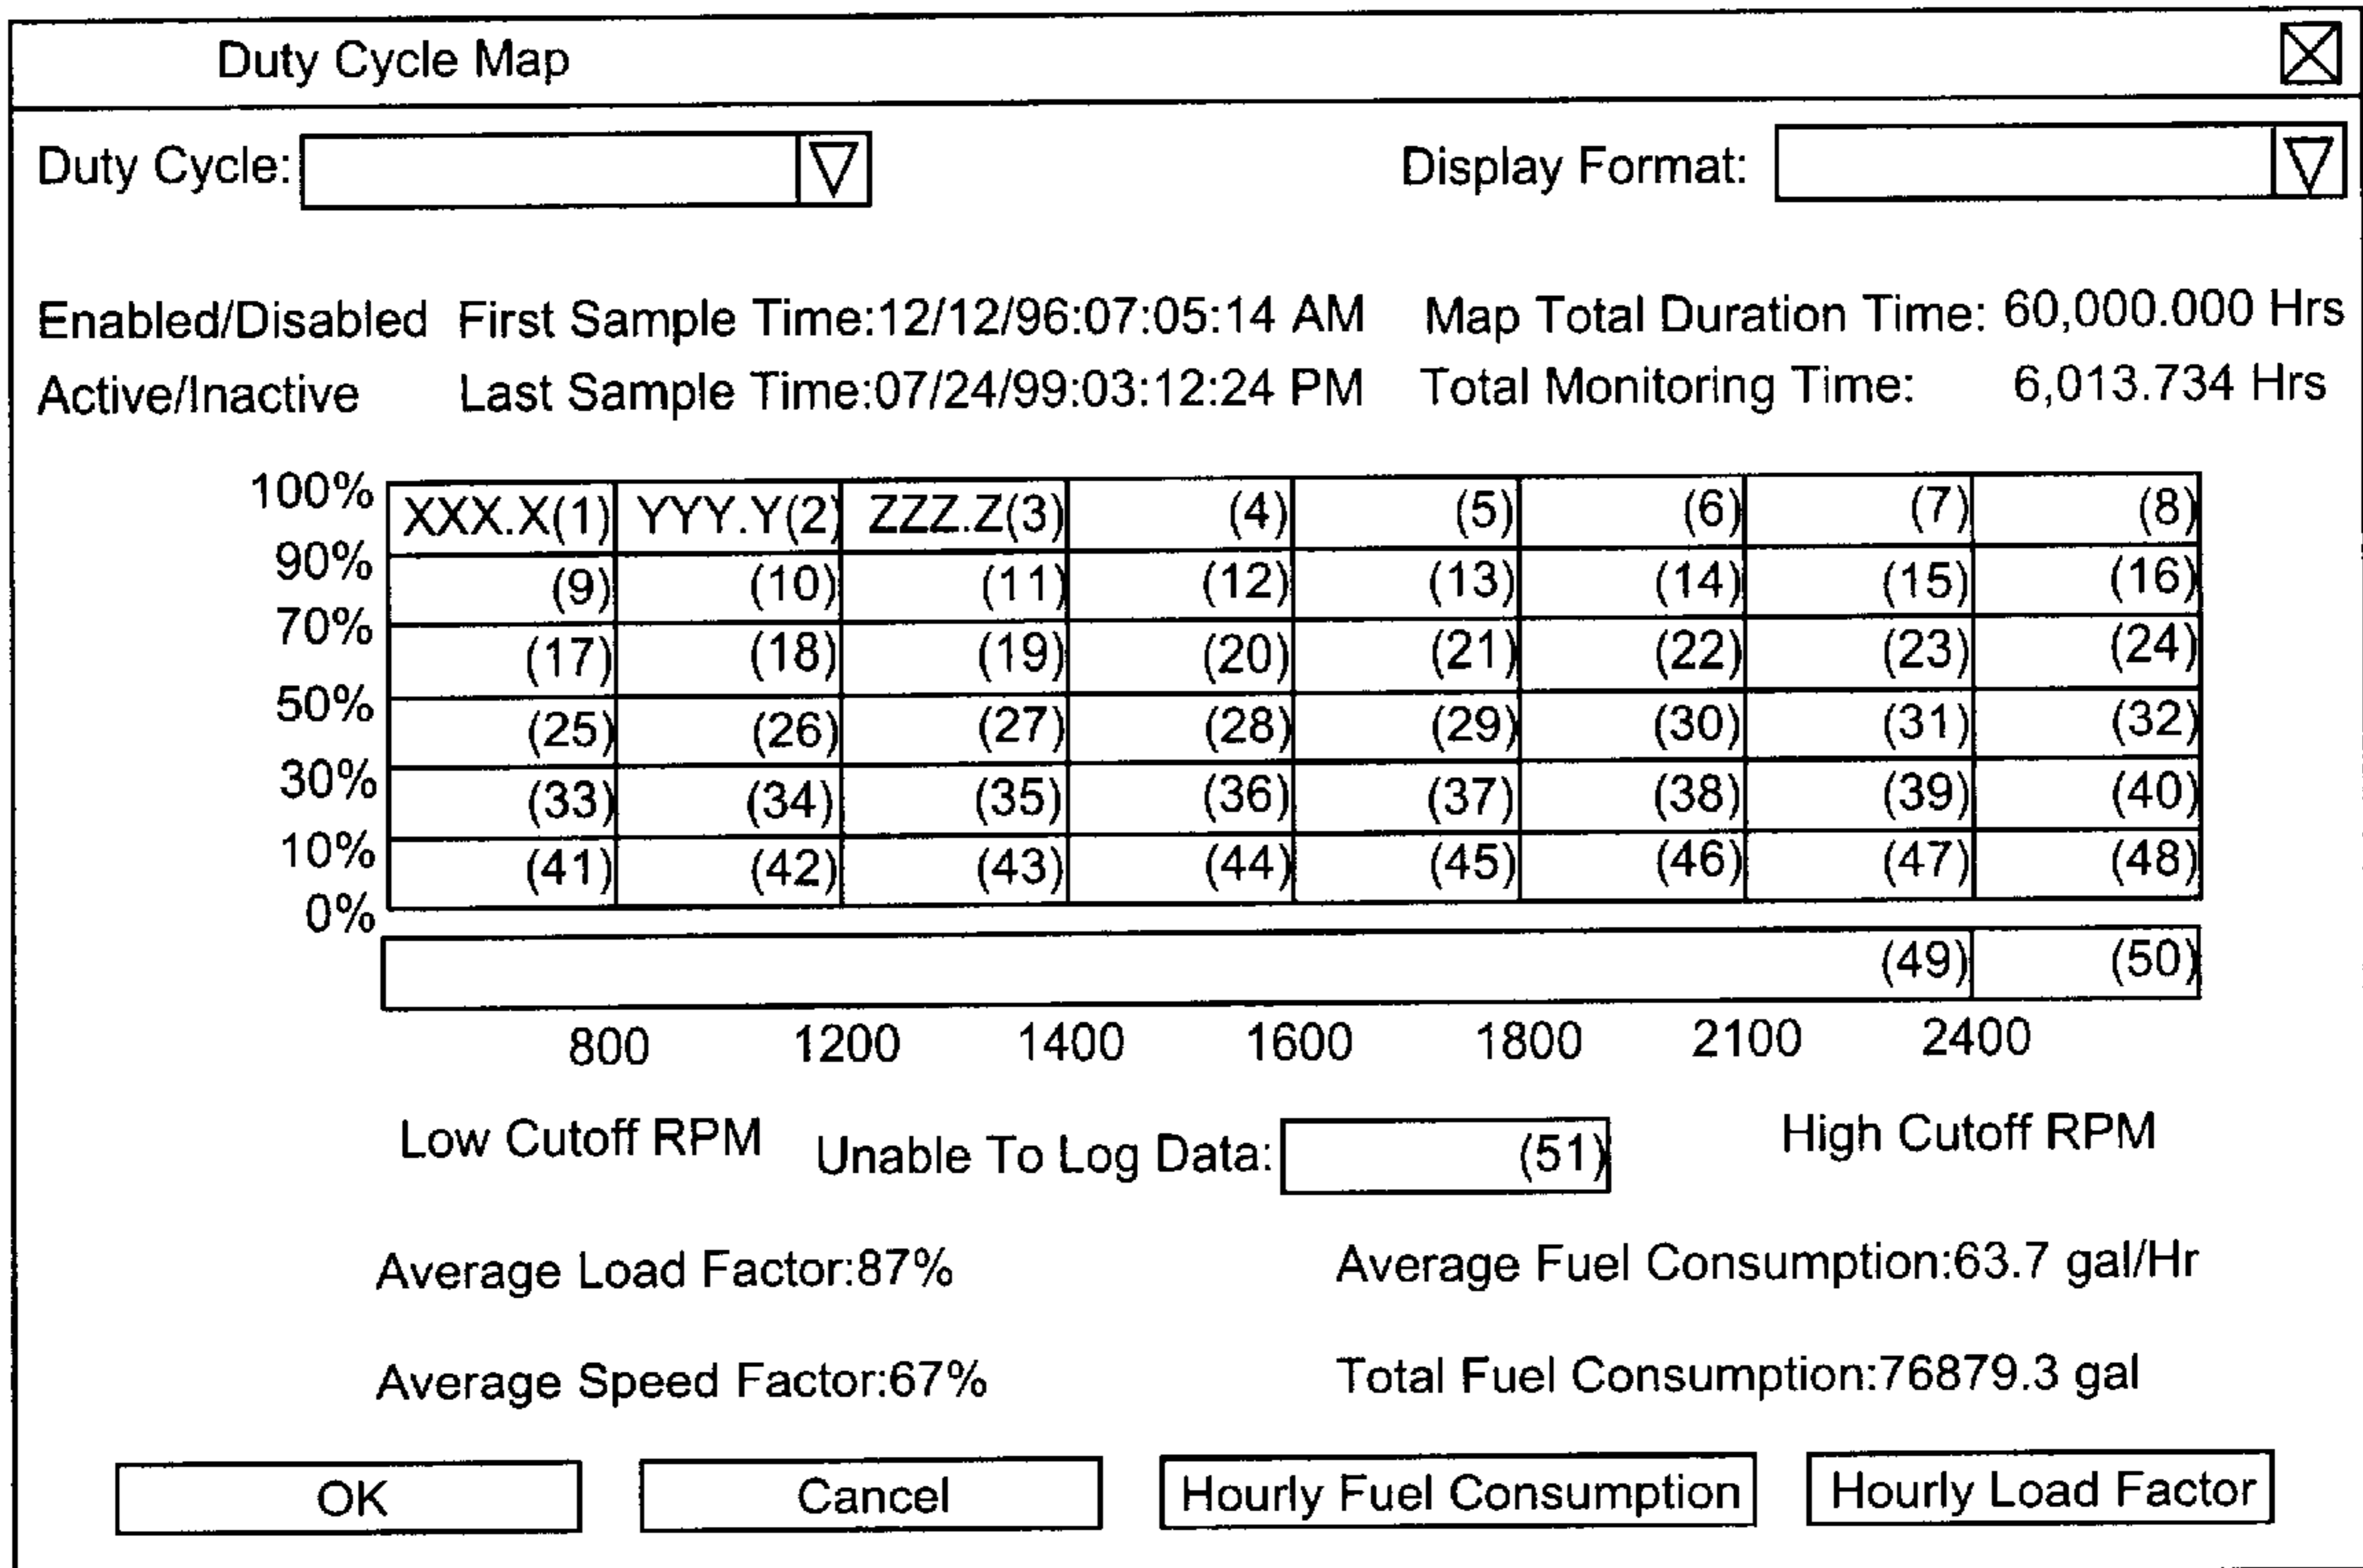 Duty Cycle Map
Duty Cycle: Display Format:
Enabled/Disabled First Sample Time:12/12/96:07:05:14 AM Map Total Duration Time: 60,000.000 Hrs
Active/Inactive Last Sample Time:07/24/99:03:12:24 PM Total Monitoring Time: 6,013.734 Hrs
100%
XXX.X(1) YYY.Y(2) ZZZ.Z(3) (4) (5) (6) (7) (8)
90%
(9) (10) (11) (12) (13) (14) (15) (16)
70%
(17) (18) (19) (20) (21) (22) (23) (24)
50%
(25) (26) (27) (28) (29) (30) (31) (32)
30%
(33) (34) (35) (36) (37) (38) (39) (40)
10%
(41) (42) (43) (44) (45) (46) (47) (48)
0%
(49) (50)
800 1200 1400 1600 1800 2100 2400
Low Cutoff RPM Unable To Log Data: (51) High Cutoff RPM
Average Load Factor:87% Average Fuel Consumption:63.7 gal/Hr
Average Speed Factor:67% Total Fuel Consumption:76879.3 gal
OK Cancel Hourly Fuel Consumption Hourly Load Factor